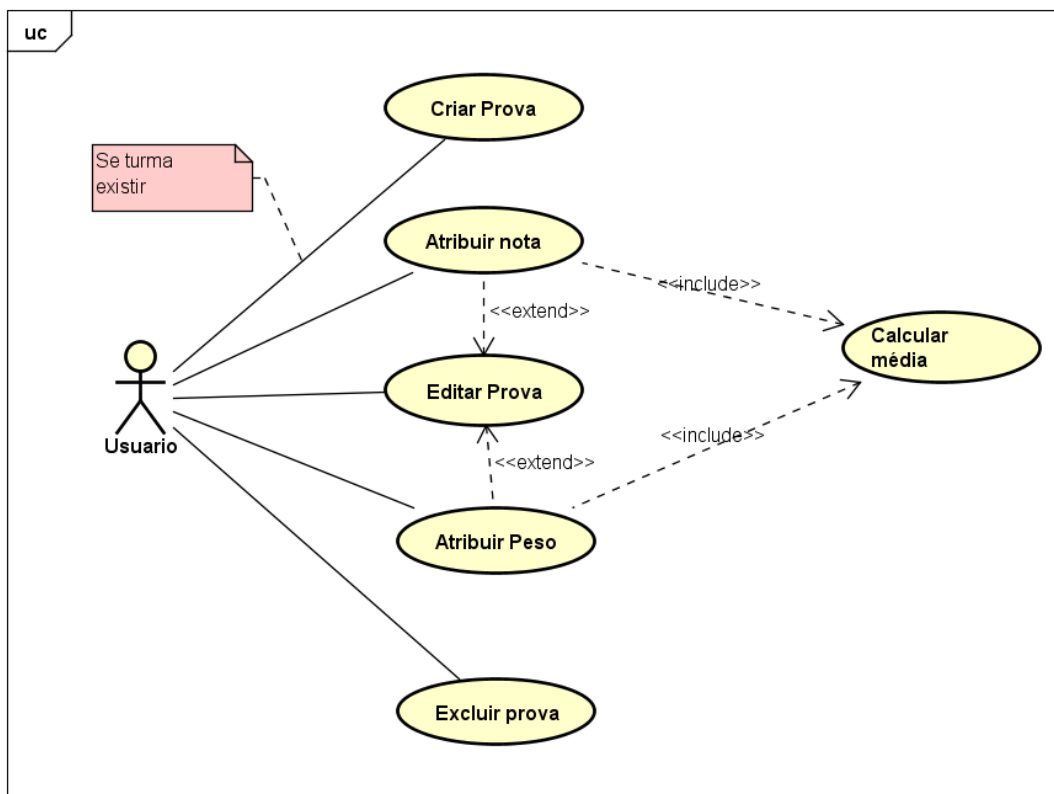 uc
Criar Prova
Se turma
existir
Atribuir nota
<<include>>
<<extend>>
Calcular
média
Editar Prova
Usuario
<<include>>
<<extend>>
Atribuir Peso
Excluir prova